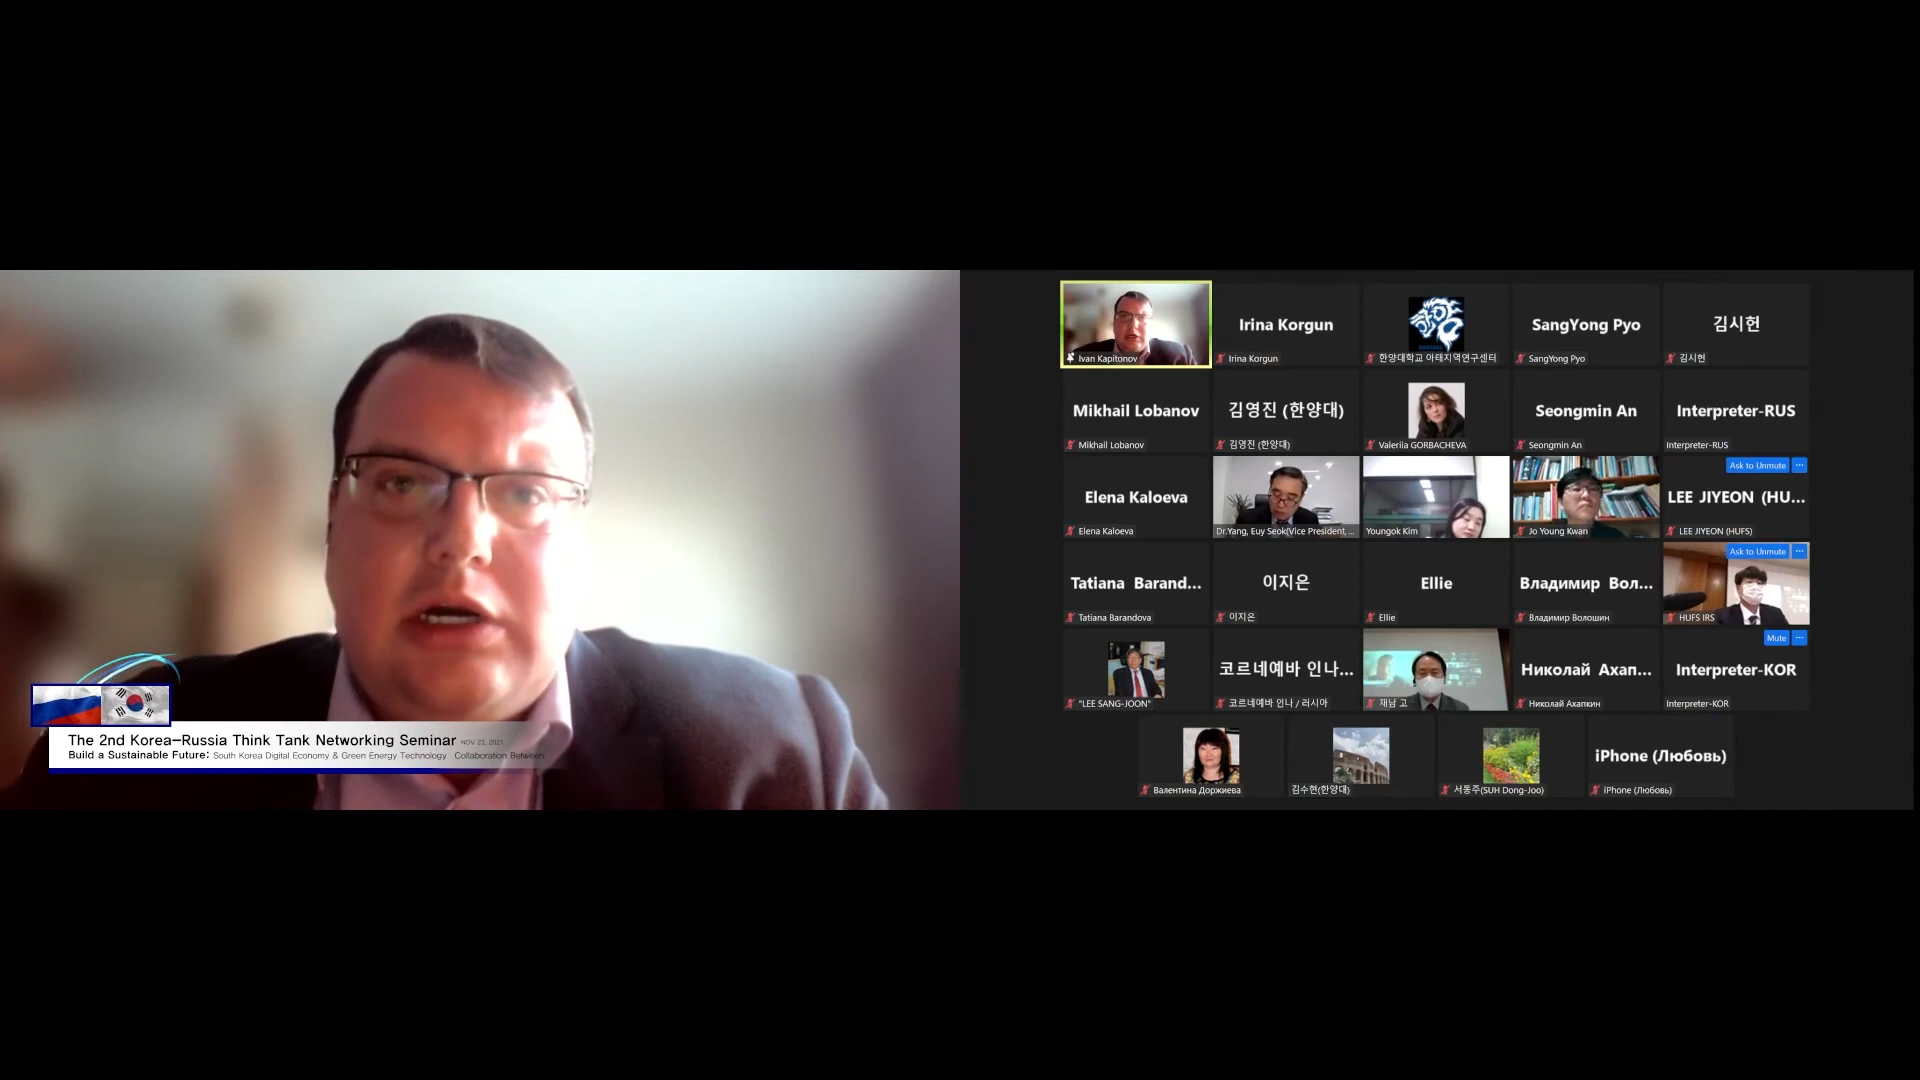 The 2nd Korea–Russia Think Tank Networking Seminar NOV 23, 2021
Build a Sustainable Future: South Korea Digital Economy & Green Energy Technology Collaboration Between
Ivan Kapitonov
Irina Korgun
Irina Korgun
한양대학교 아태지역연구센터
SangYong Pyo
SangYong Pyo
김시헌
김시헌
Mikhail Lobanov
Mikhail Lobanov
김영진 (한양대)
김영진 (한양대)
Valeriia GORBACHEVA
Seongmin An
Seongmin An
Interpreter-RUS
Interpreter-RUS
Elena Kaloeva
Elena Kaloeva
Dr.Yang, Euy Seok(Vice President, ...
Youngok Kim
Jo Young Kwan
Ask to Unmute
LEE JIYEON (HU...
LEE JIYEON (HUFS)
Tatiana Barand...
Tatiana Barandova
이지은
이지은
Ellie
Ellie
Владимир Вол...
Владимир Волошин
Ask to Unmute
HUFS IRS
"LEE SANG-JOON"
코르네예바 인나...
코르네예바 인나 / 러시아
재남 고
Николай Ахап...
Николай Ахапкин
Mute
Interpreter-KOR
Interpreter-KOR
Валентина Доржиева
김수현(한양대)
서동주(SUH Dong-Joo)
iPhone (Любовь)
iPhone (Любовь)